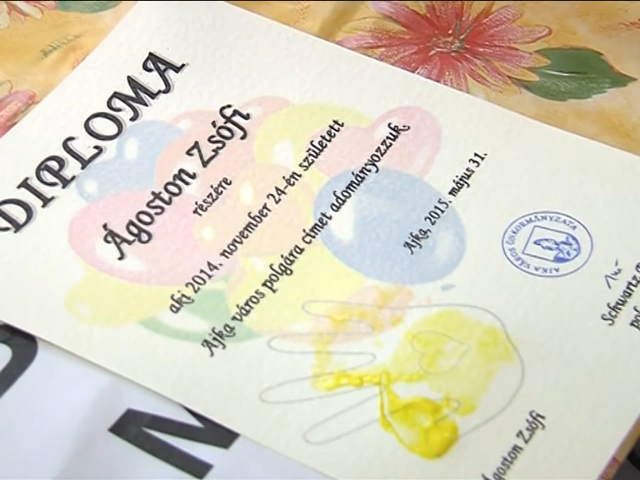 DIPLOMA
Ágoston Zsófi
részére
aki 2014. november 24-én született
Ajka város polgára címet adományozzuk
Ajka, 2015. május 31.
AJKA VÁROS ÖNKORMÁNYZATA
Schwartz
Ágoston Zsófi